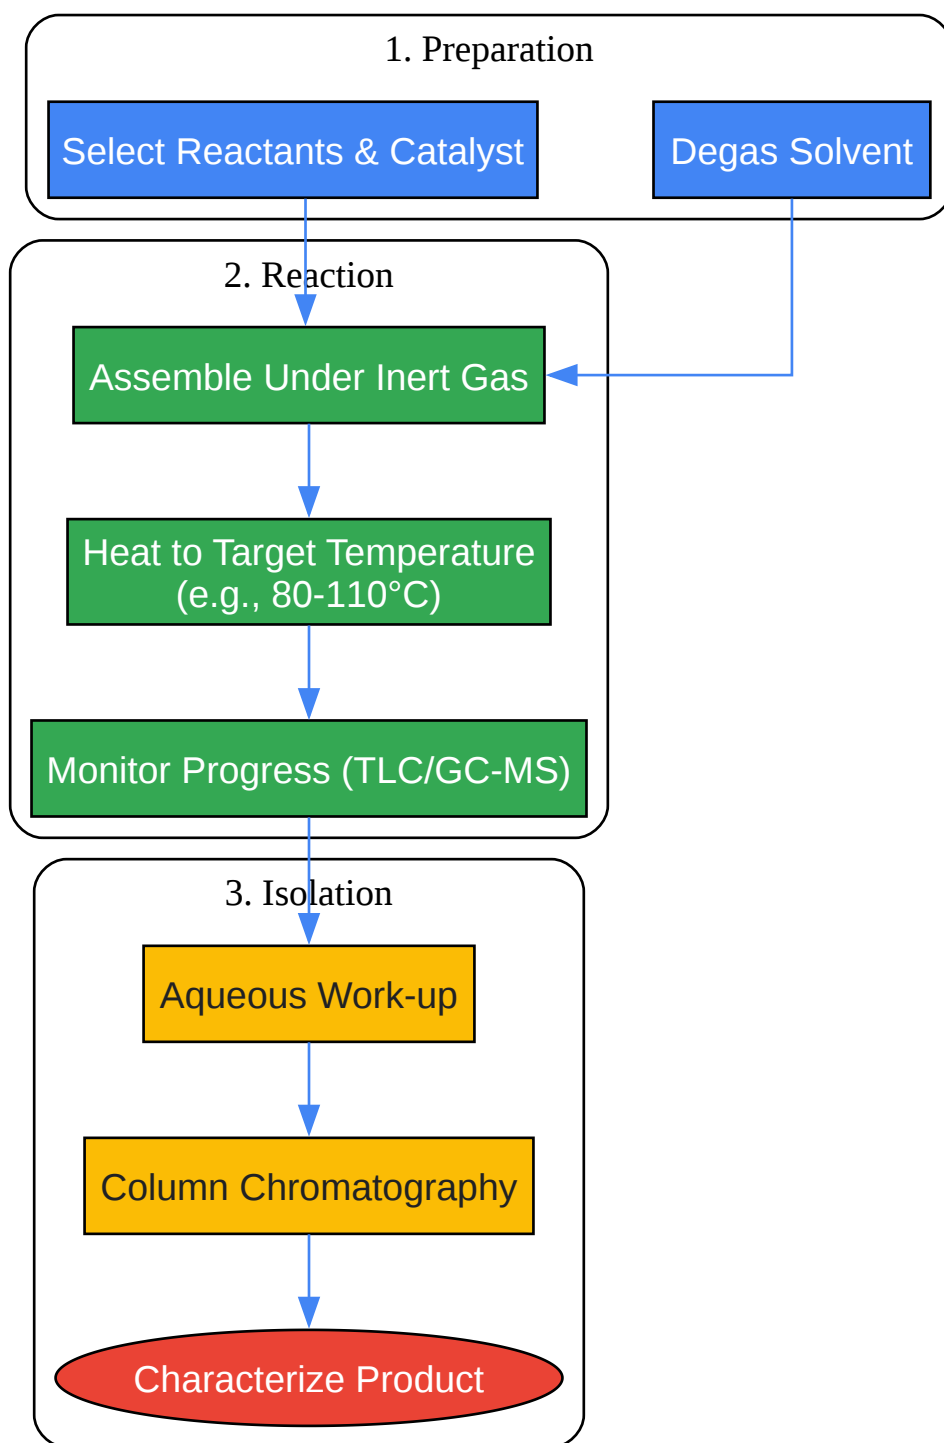 1. Preparation
Select Reactants & Catalyst
Degas Solvent
2. Reaction
Assemble Under Inert Gas
Heat to Target Temperature
(e.g., 80-110°C)
Monitor Progress (TLC/GC-MS)
3. Isolation
Aqueous Work-up
Column Chromatography
Characterize Product